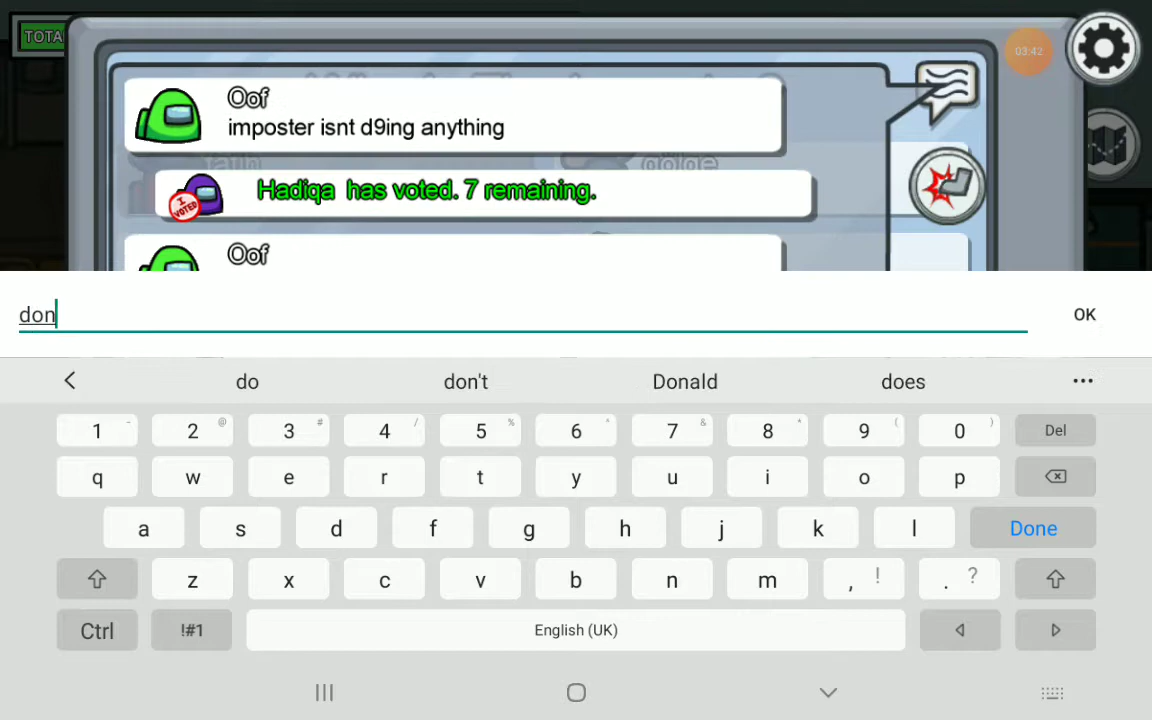 TOTA
03:42
Oof
imposter isnt d9ing anything
I VOTED
Hadiqa has voted. 7 remaining.
Oof
don
OK
do don't Donald does
1 - 2 @ 3 # 4 / 5 % 6 ^ 7 & 8 * 9 ( 0 ) Del
q w e r t y u i o p
a s d f g h j k l Done
z x c v b n m , ! . ?
Ctrl !#1 English (UK)